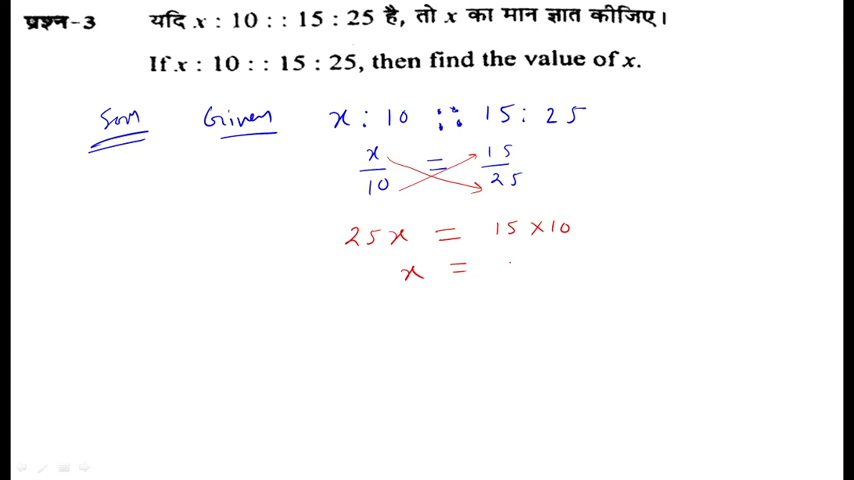 प्रश्न-3 यदि x : 10 : : 15 : 25 है, तो x का मान ज्ञात कीजिए।
If x : 10 : : 15 : 25, then find the value of x.
Som Given x : 10 :: 15 : 25
x/10 = 15/25
25x = 15 × 10
x =